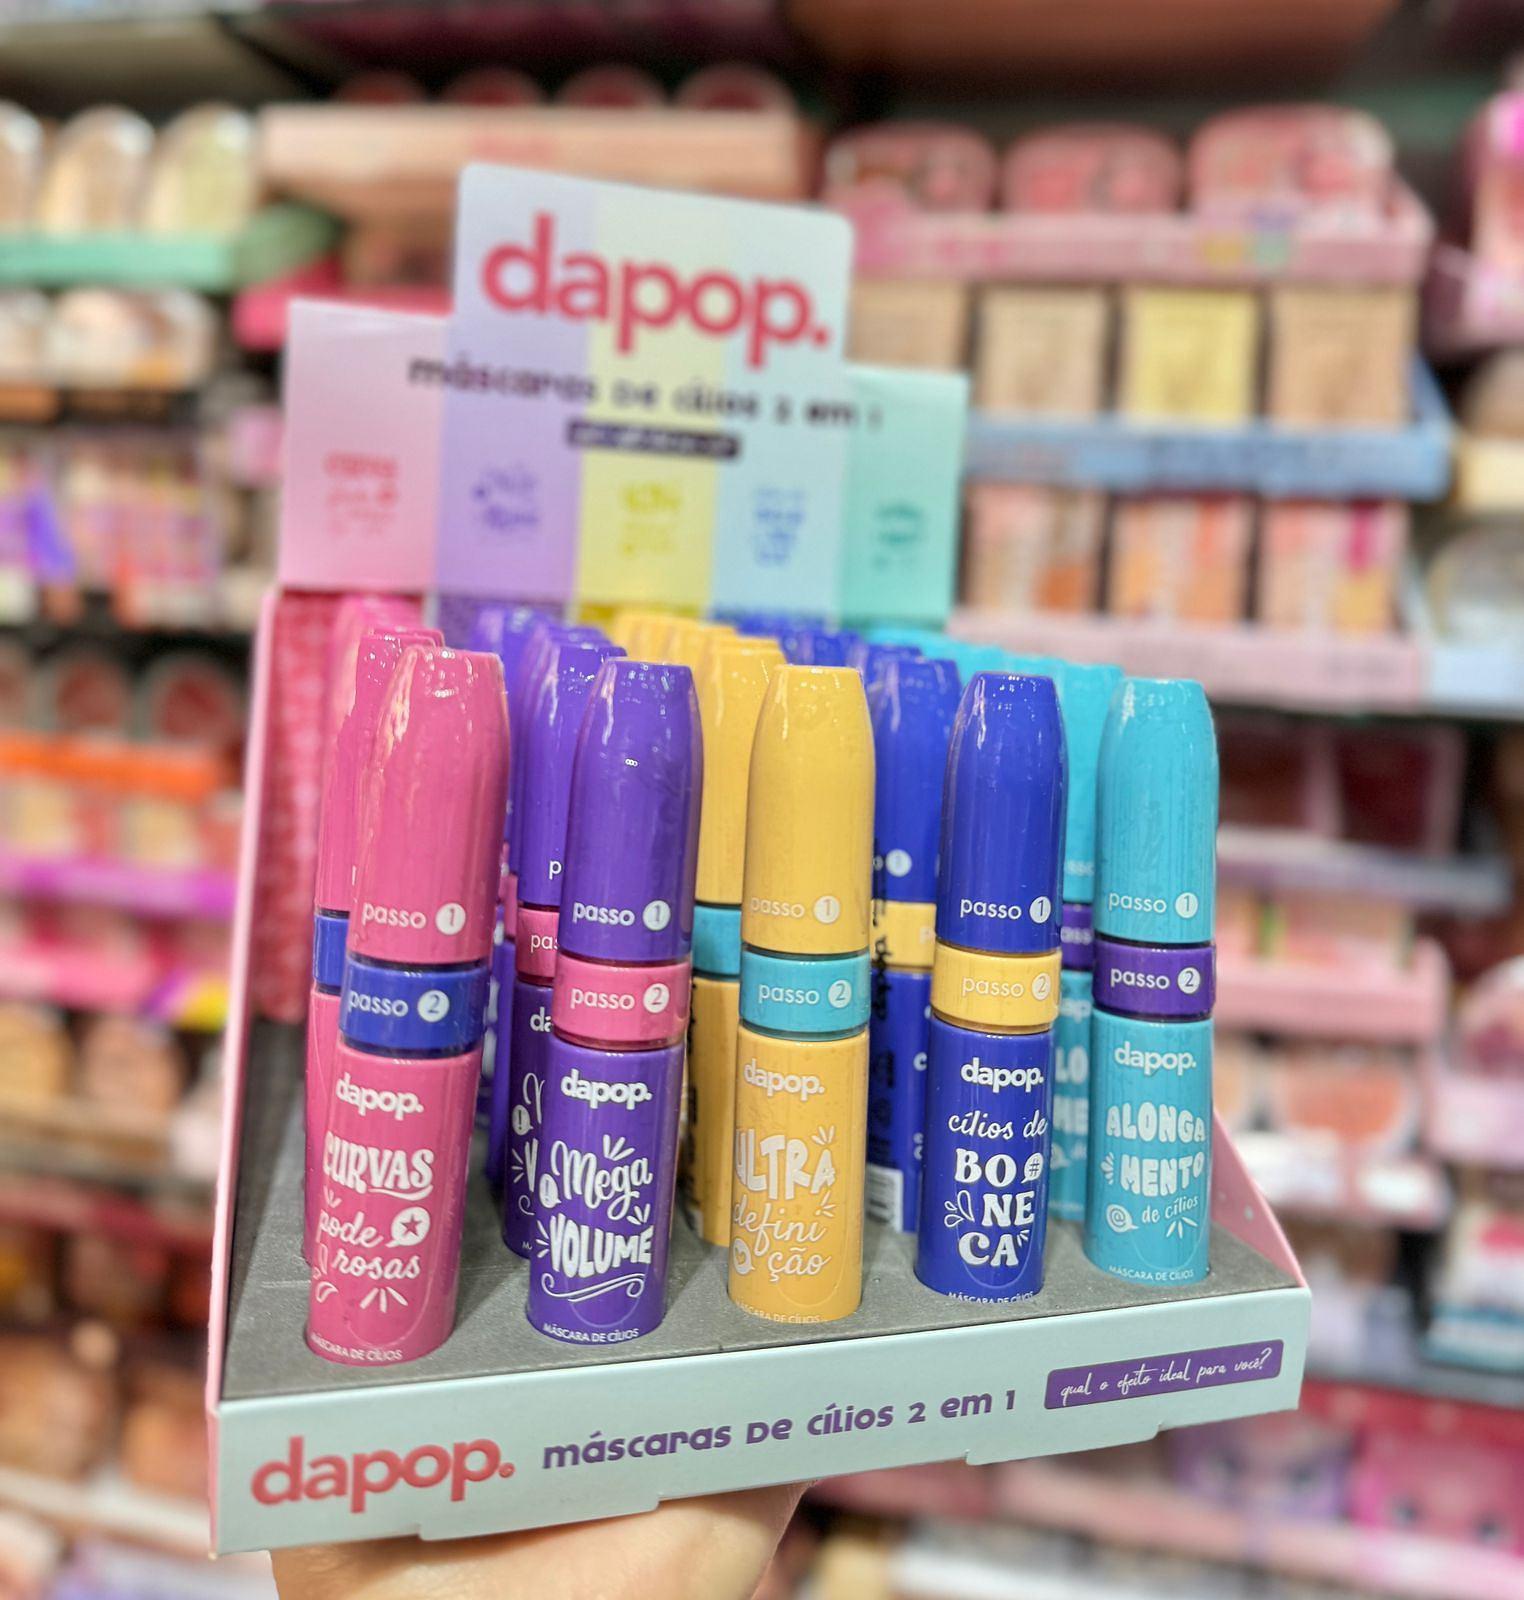 dapop.
máscaras de cílios 2 em 1
passo 1
passo 2
dapop.
CURVAS
pode
rosas
MÁSCARA DE CÍLIOS
passo 1
passo 2
dapop.
Mega
VOLUME
MÁSCARA DE CÍLIOS
passo 1
passo 2
dapop.
ULTRA
defini
ção
MÁSCARA DE CÍLIOS
passo 1
passo 2
dapop.
cílios de
BO
NE
CA
MÁSCARA DE CÍLIOS
passo 1
passo 2
dapop.
ALONGA
MENTO
@ de cílios
MÁSCARA DE CÍLIOS
dapop. máscaras de cílios 2 em 1 qual o efeito ideal para você?